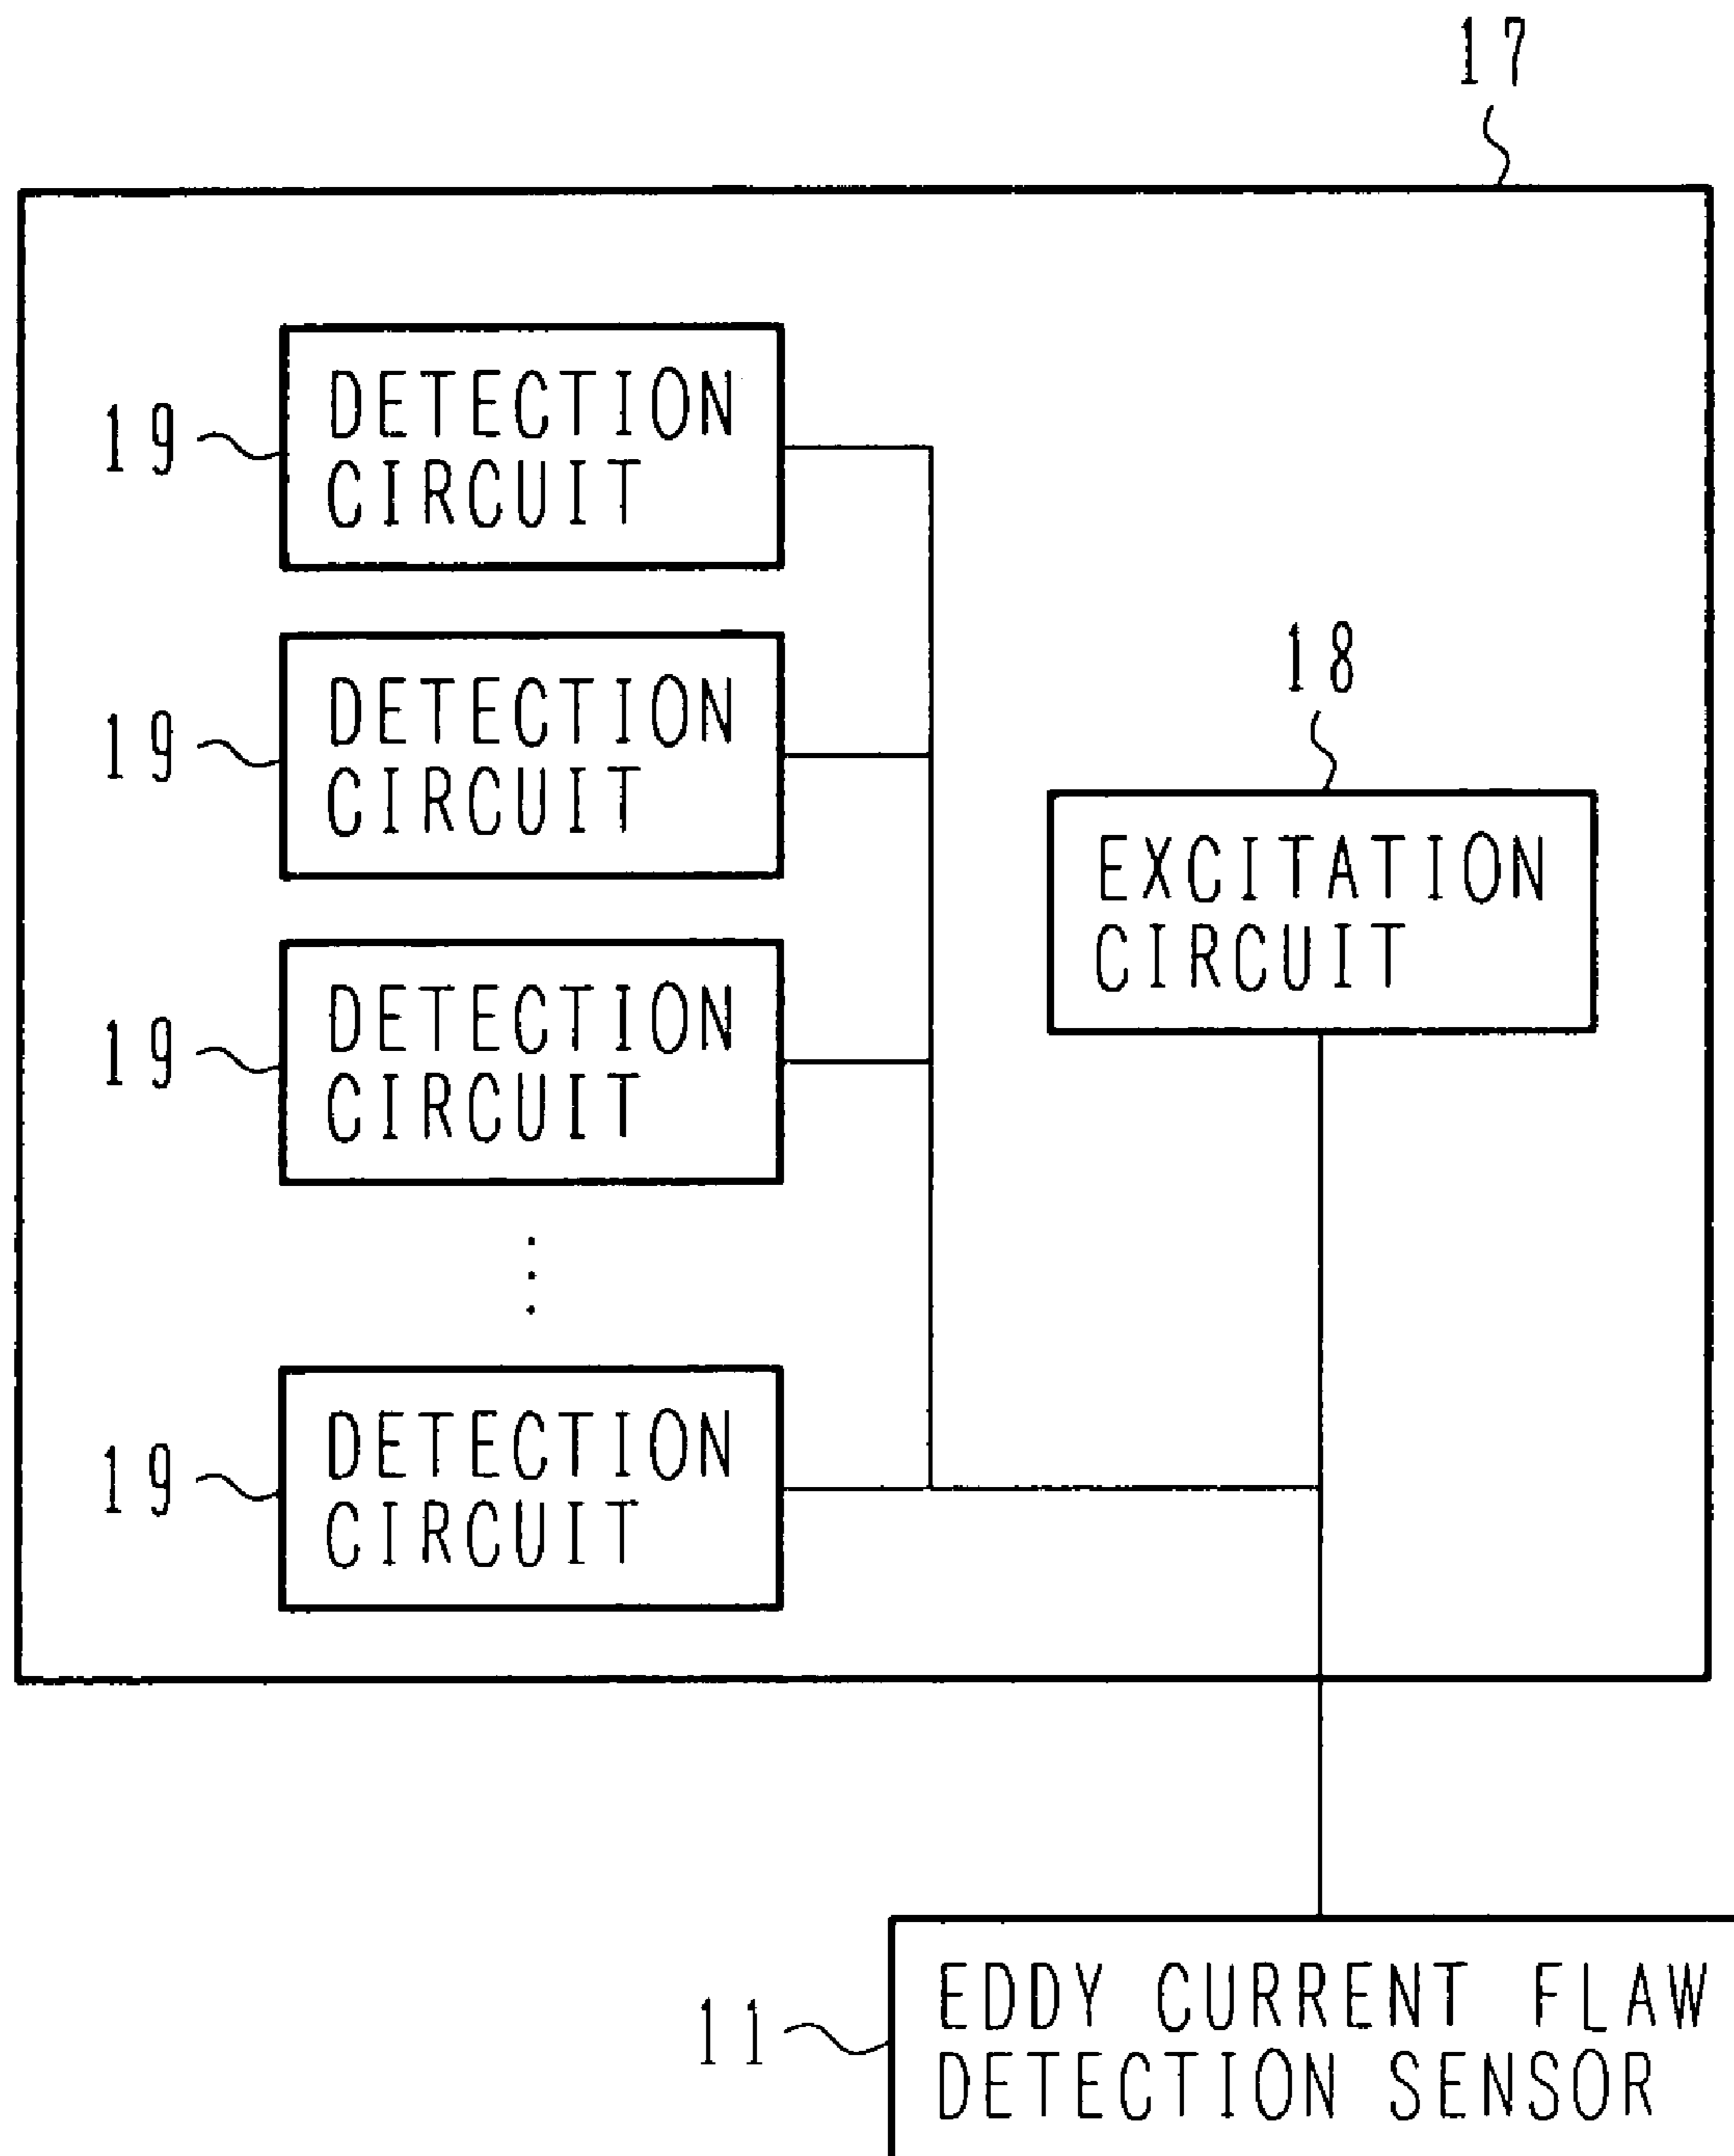 17
19
DETECTION
CIRCUIT
19
DETECTION
CIRCUIT
18
EXCITATION
CIRCUIT
19
DETECTION
CIRCUIT
19
DETECTION
CIRCUIT
11
EDDY CURRENT FLAW
DETECTION SENSOR